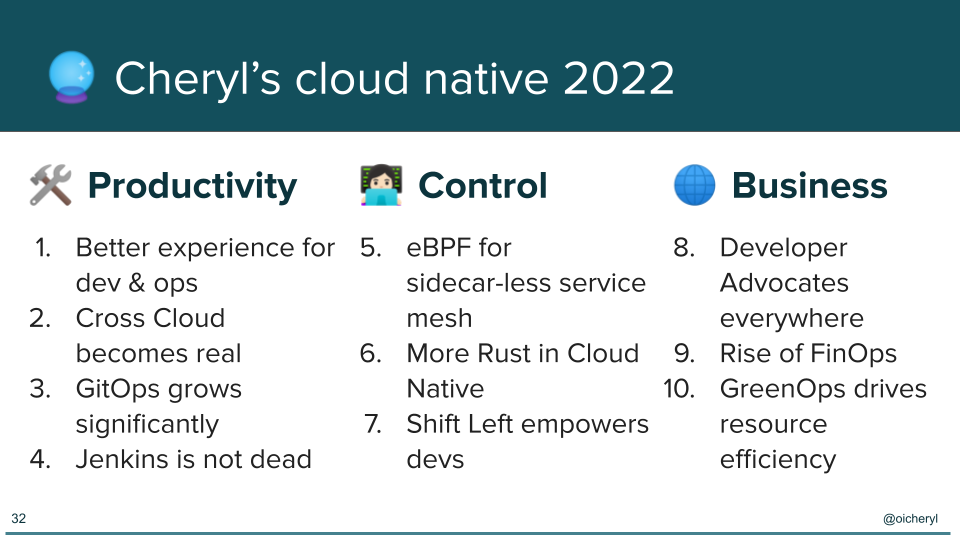 Cheryl’s cloud native 2022
Productivity
1. Better experience for
dev & ops
2. Cross Cloud
becomes real
3. GitOps grows
significantly
4. Jenkins is not dead
Control
5. eBPF for
sidecar-less service
mesh
6. More Rust in Cloud
Native
7. Shift Left empowers
devs
Business
8. Developer
Advocates
everywhere
9. Rise of FinOps
10. GreenOps drives
resource
efficiency
32
@oicheryl